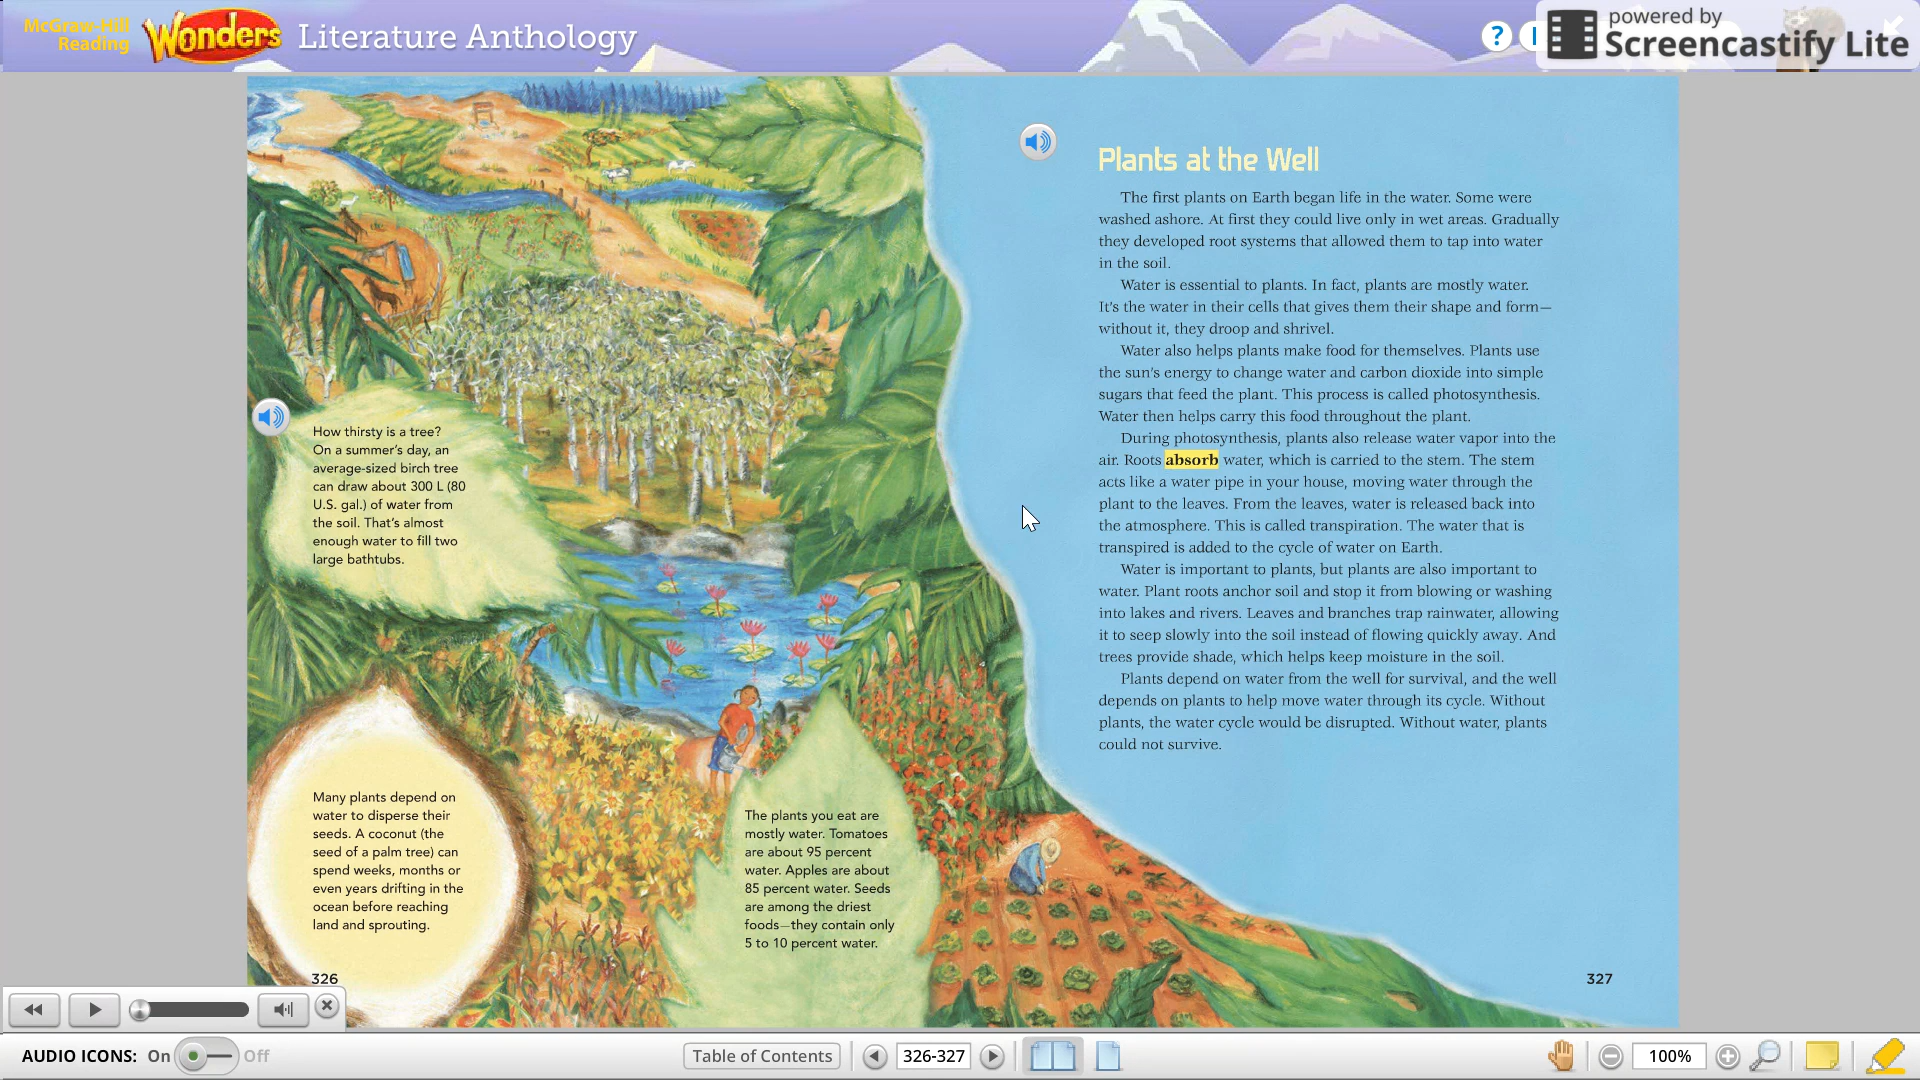 McGraw-Hill
Reading
Wonders
Literature Anthology
?
powered by
Screencastify Lite
How thirsty is a tree?
On a summer's day, an
average-sized birch tree
can draw about 300 L (80
U.S. gal.) of water from
the soil. That's almost
enough water to fill two
large bathtubs.
Many plants depend on
water to disperse their
seeds. A coconut (the
seed of a palm tree) can
spend weeks, months or
even years drifting in the
ocean before reaching
land and sprouting.
The plants you eat are
mostly water. Tomatoes
are about 95 percent
water. Apples are about
85 percent water. Seeds
are among the driest
foods—they contain only
5 to 10 percent water.
326
Plants at the Well
The first plants on Earth began life in the water. Some were
washed ashore. At first they could live only in wet areas. Gradually
they developed root systems that allowed them to tap into water
in the soil.
Water is essential to plants. In fact, plants are mostly water.
It's the water in their cells that gives them their shape and form—
without it, they droop and shrivel.
Water also helps plants make food for themselves. Plants use
the sun's energy to change water and carbon dioxide into simple
sugars that feed the plant. This process is called photosynthesis.
Water then helps carry this food throughout the plant.
During photosynthesis, plants also release water vapor into the
air. Roots absorb water, which is carried to the stem. The stem
acts like a water pipe in your house, moving water through the
plant to the leaves. From the leaves, water is released back into
the atmosphere. This is called transpiration. The water that is
transpired is added to the cycle of water on Earth.
Water is important to plants, but plants are also important to
water. Plant roots anchor soil and stop it from blowing or washing
into lakes and rivers. Leaves and branches trap rainwater, allowing
it to seep slowly into the soil instead of flowing quickly away. And
trees provide shade, which helps keep moisture in the soil.
Plants depend on water from the well for survival, and the well
depends on plants to help move water through its cycle. Without
plants, the water cycle would be disrupted. Without water, plants
could not survive.
327
AUDIO ICONS: On Off
Table of Contents
326-327
100%